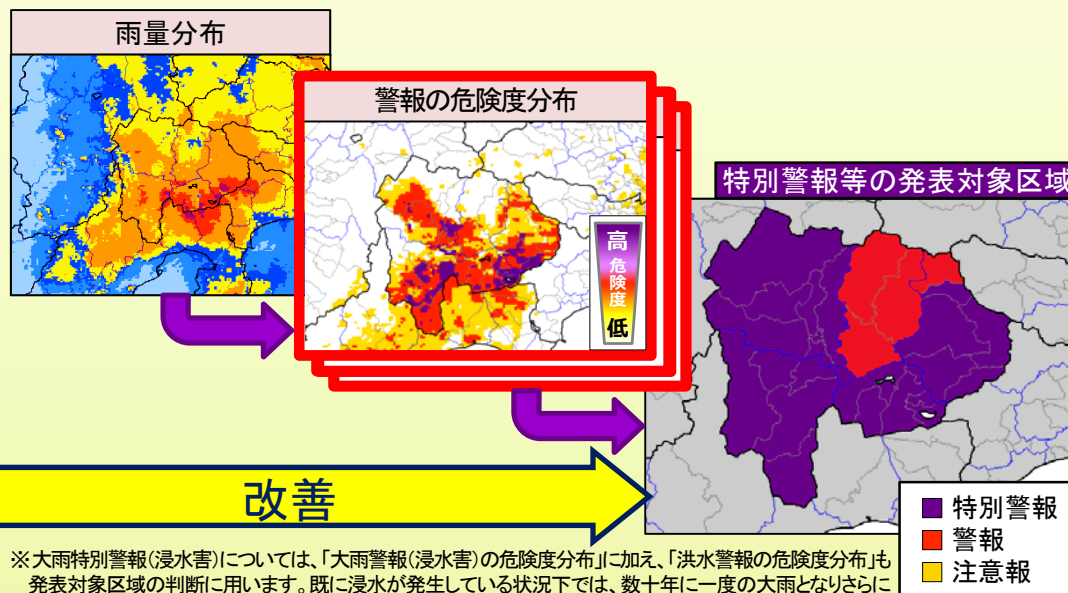 雨量分布
警報の危険度分布
高
危険度
低
特別警報等の発表対象区域
改善
特別警報
警報
注意報
※大雨特別警報(浸水害)については、「大雨警報(浸水害)の危険度分布」に加え、「洪水警報の危険度分布」も
発表対象区域の判断に用います。既に浸水が発生している状況下では、数十年に一度の大雨となりさらに